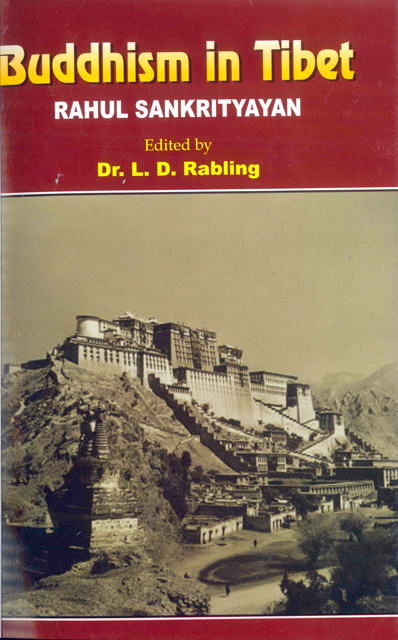 Buddhism in Tibet
RAHUL SANKRITYAYAN
Edited by
Dr. L. D. Rabling